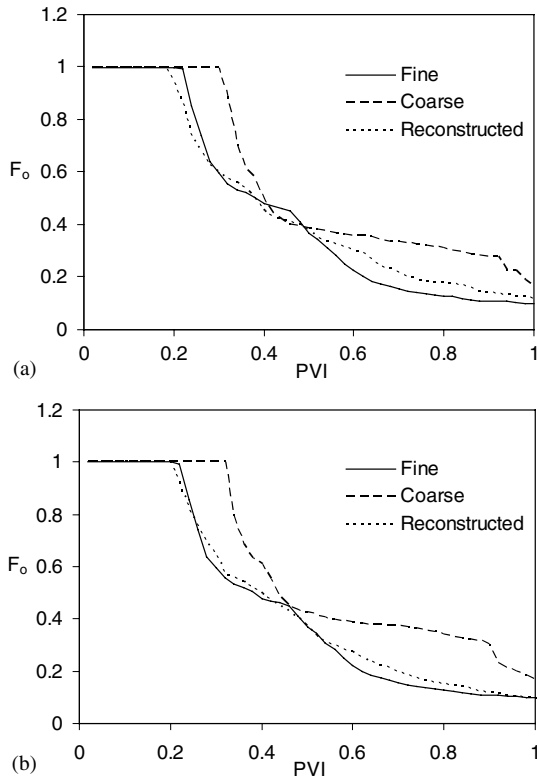 1.2
1
0.8
0.6
0.4
0.2
0
Fₒ
Fine
Coarse
Reconstructed
0 0.2 0.4 0.6 0.8 1
PVI
(a)
1.2
1
0.8
0.6
0.4
0.2
0
Fₒ
Fine
Coarse
Reconstructed
0 0.2 0.4 0.6 0.8 1
PVI
(b)